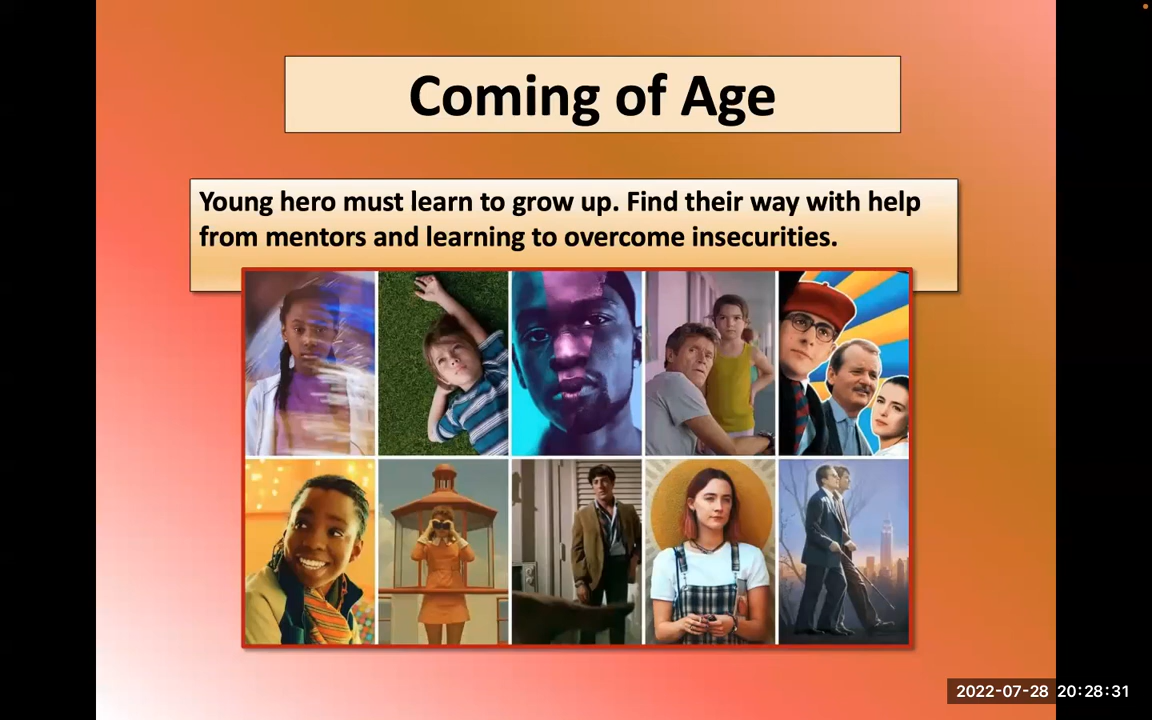 Coming of Age
Young hero must learn to grow up. Find their way with help
from mentors and learning to overcome insecurities.
2022-07-28 20:28:31